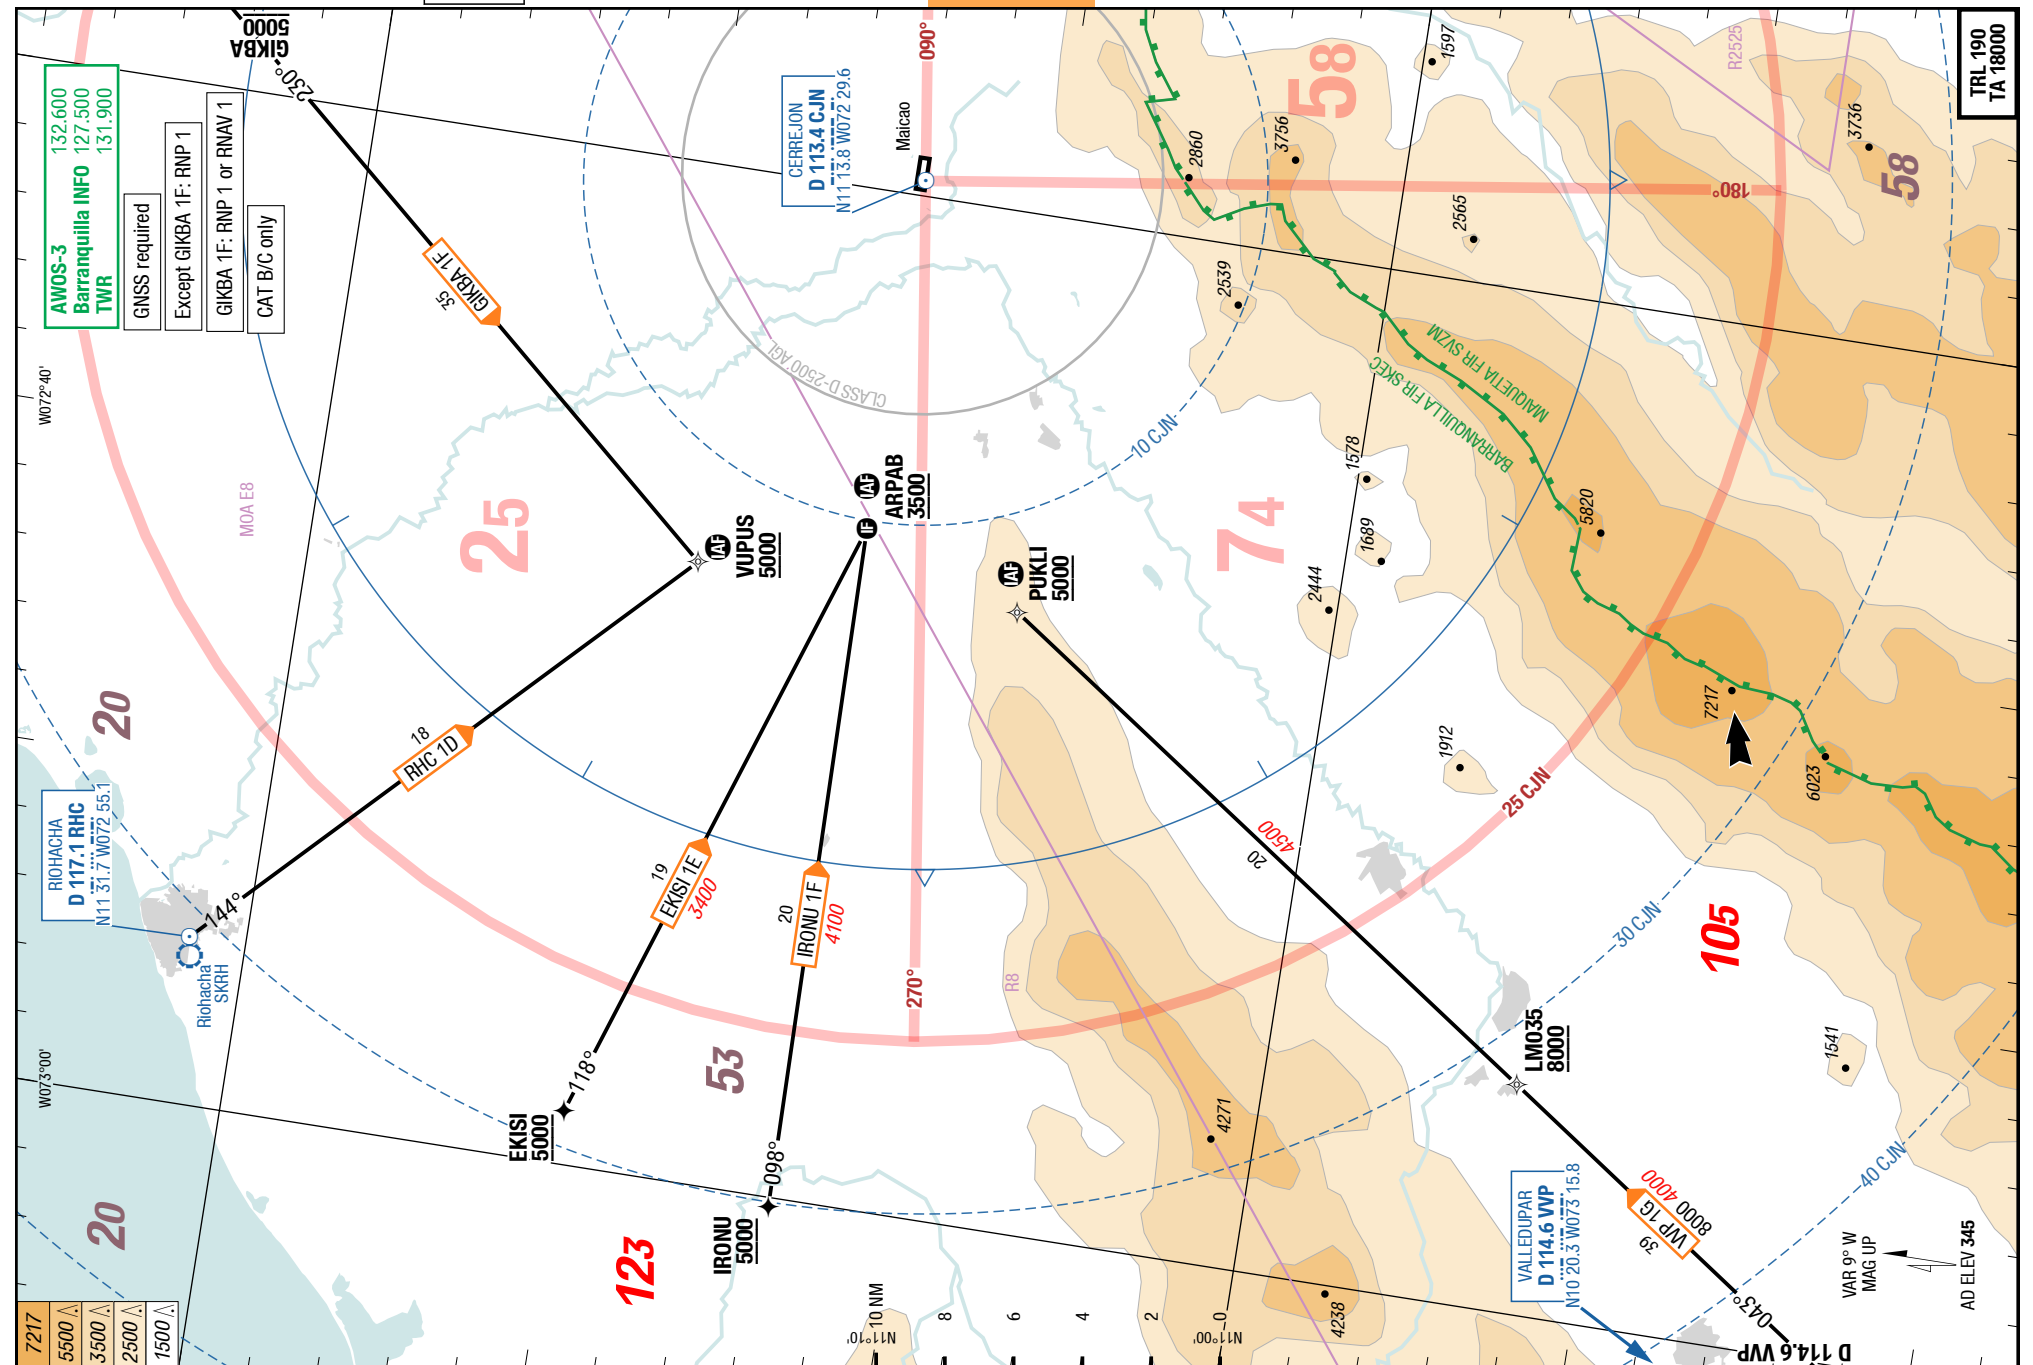 AWOS-3 132.600
Barranquilla INFO 127.500
TWR 131.900
GNSS required
Except GIKBA 1F: RNP 1
GIKBA 1F: RNP 1 or RNAV 1
CAT B/C only
TRL 190
TA 18000
GIKBA
5000
230°
GIKBA 1F
35
W072°40'
MOA E8
25
20
RIOHACHA
D 117.1 RHC
N11 31.7 W072 55.1
Riohacha
SKRH
144°
18
RHC 1D
IAF
VUPUS
5000
W073°00'
20
EKISI
5000
118°
19
EKISI 1E
3400
IRONU
5000
098°
20
IRONU 1F
4100
53
123
IAF
IF
ARPAB
3500
IAF
PUKLI
5000
CERREJON
D 113.4 CJN
N11 13.8 W072 29.6
Maicao
090°
180°
270°
CLASS D-2500' AGL
10 CJN
25 CJN
30 CJN
40 CJN
R8
R2525
58
58
74
105
1597
2860
3756
3736
2565
2539
1578
1689
2444
5820
7217
6023
1912
1541
4271
4238
BARRANQUILLA FIR SKEC
MAIQUETIA FIR SVZM
4500
20
LM035
8000
4000
8000
VVP 1G
39
043°
D 114.6 VVP
VALLEDUPAR
D 114.6 VVP
N10 20.3 W073 15.8
VAR 9° W
MAG UP
AD ELEV 345
10 NM
8
6
4
2
0
N11°10'
N11°00'
7217
5500
3500
2500
1500